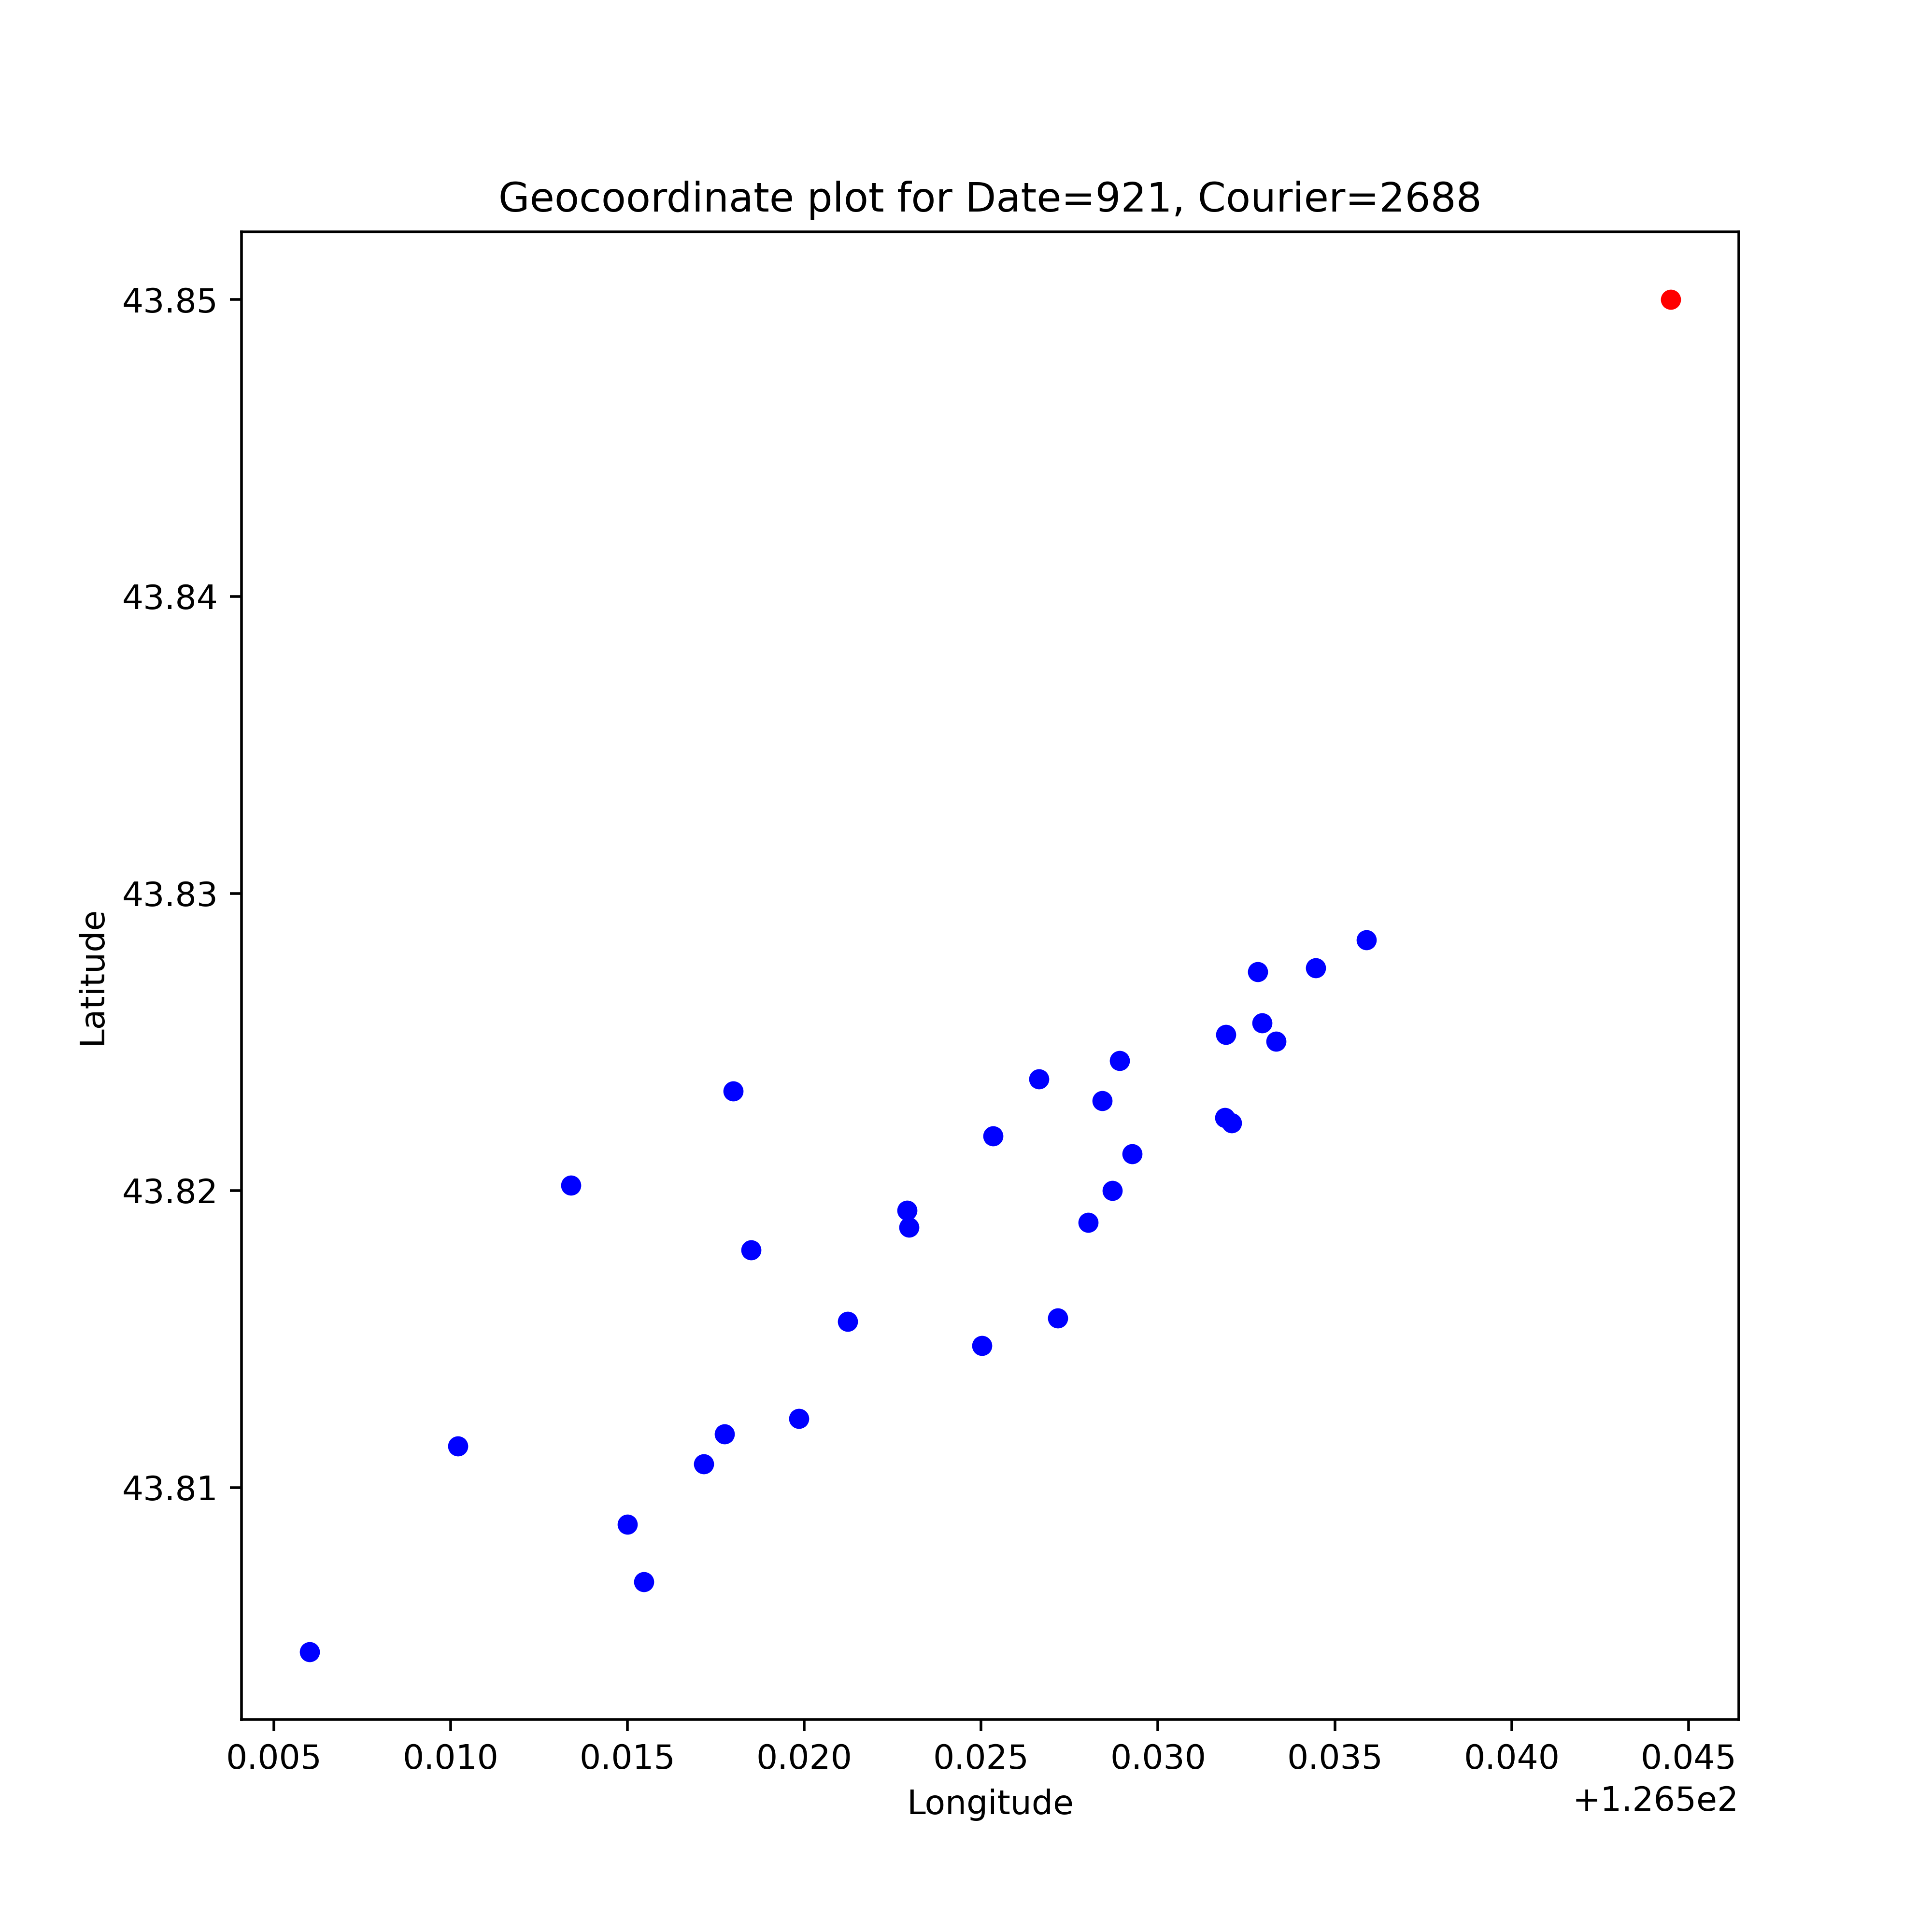 Geocoordinate plot for Date=921, Courier=2688
43.85
43.84
43.83
43.82
43.81
Latitude
0.005 0.010 0.015 0.020 0.025 0.030 0.035 0.040 0.045
Longitude
+1.265e2